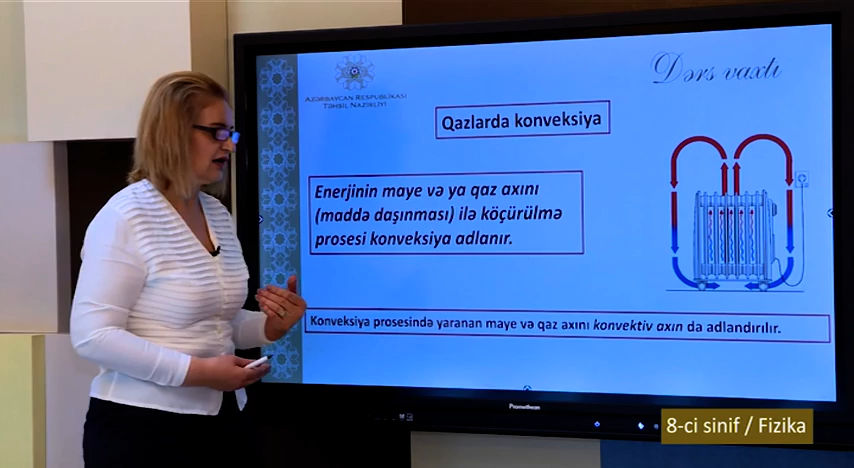 AZƏRBAYCAN RESPUBLİKASI
TƏHSİL NAZİRLİYİ
Dərs vaxtı
Qazlarda konveksiya
Enerjinin maye və ya qaz axını
(maddə daşınması) ilə köçürülmə
prosesi konveksiya adlanır.
Konveksiya prosesində yaranan maye və qaz axını konvektiv axın da adlandırılır.
Promethean
8-ci sinif / Fizika